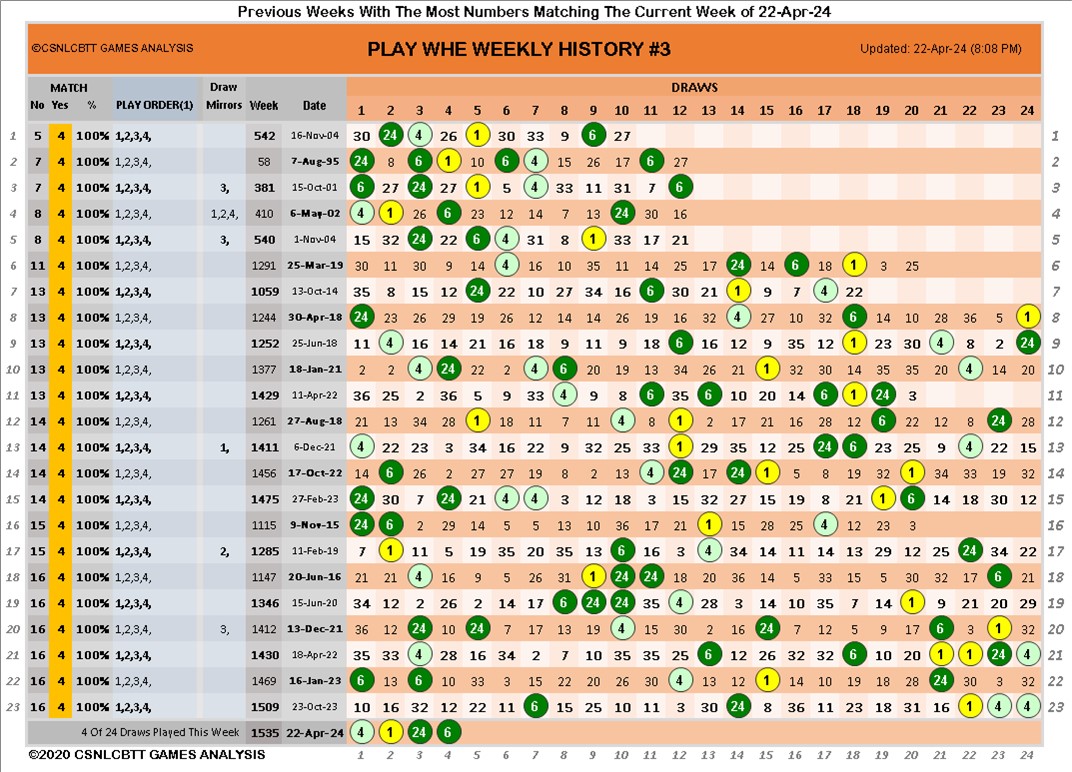 Previous Weeks With The Most Numbers Matching The Current Week of 22-Apr-24
©CSNLCBTT GAMES ANALYSIS PLAY WHE WEEKLY HISTORY #3 Updated: 22-Apr-24 (8:08 PM)
MATCH Draw DRAWS
No Yes % PLAY ORDER(1) Mirrors Week Date 1 2 3 4 5 6 7 8 9 10 11 12 13 14 15 16 17 18 19 20 21 22 23 24
1 5 4 100% 1,2,3,4, 542 16-Nov-04 30 24 4 26 1 30 33 9 6 27 1
2 7 4 100% 1,2,3,4, 58 7-Aug-95 24 8 6 1 10 6 4 15 26 17 6 27 2
3 7 4 100% 1,2,3,4, 3, 381 15-Oct-01 6 27 24 27 1 5 4 33 11 31 7 6 3
4 8 4 100% 1,2,3,4, 1,2,4, 410 6-May-02 4 1 26 6 23 12 14 7 13 24 30 16 4
5 8 4 100% 1,2,3,4, 3, 540 1-Nov-04 15 32 24 22 6 4 31 8 1 33 17 21 5
6 11 4 100% 1,2,3,4, 1291 25-Mar-19 30 11 30 9 14 4 16 10 35 11 14 25 17 24 14 6 18 1 3 25 6
7 13 4 100% 1,2,3,4, 1059 13-Oct-14 35 8 15 12 24 22 10 27 34 16 6 30 21 1 9 7 4 22 7
8 13 4 100% 1,2,3,4, 1244 30-Apr-18 24 23 26 29 19 26 12 14 14 26 19 16 32 4 27 10 28 6 14 10 28 36 5 1 8
9 13 4 100% 1,2,3,4, 1252 25-Jun-18 11 4 16 14 21 16 18 9 11 9 18 6 16 12 9 35 12 1 23 30 4 8 2 24 9
10 13 4 100% 1,2,3,4, 1377 18-Jan-21 2 2 4 24 2 2 4 6 20 19 13 34 26 21 1 32 30 14 35 35 20 4 14 20 10
11 13 4 100% 1,2,3,4, 1429 11-Apr-22 36 25 2 36 5 9 33 4 9 8 6 35 6 10 20 14 6 1 24 3 11
12 14 4 100% 1,2,3,4, 1261 27-Aug-18 21 13 34 28 1 18 11 7 11 4 8 1 2 17 21 16 28 12 6 22 12 8 24 28 12
13 14 4 100% 1,2,3,4, 1, 1411 6-Dec-21 4 22 23 3 34 16 22 9 32 25 33 1 29 35 12 25 24 6 23 25 9 4 22 15 13
14 14 4 100% 1,2,3,4, 1456 17-Oct-22 14 6 26 2 27 27 19 8 2 13 4 24 17 24 1 5 8 19 32 1 34 33 19 32 14
15 14 4 100% 1,2,3,4, 1475 27-Feb-23 24 30 7 24 21 4 4 3 12 18 3 15 32 27 15 19 8 21 1 6 14 18 30 12 15
16 15 4 100% 1,2,3,4, 1115 9-Nov-15 24 6 2 29 14 5 5 13 10 36 17 21 1 15 28 25 4 12 23 3 16
17 15 4 100% 1,2,3,4, 2, 1285 11-Feb-19 7 1 11 5 19 35 20 35 13 6 16 3 4 34 14 11 14 13 29 12 25 24 34 22 17
18 16 4 100% 1,2,3,4, 1147 20-Jun-16 21 21 4 16 9 5 26 31 1 24 24 18 20 36 14 5 33 15 5 30 32 17 6 21 18
19 16 4 100% 1,2,3,4, 1346 15-Jun-20 34 12 2 26 2 14 17 6 24 24 35 4 28 3 14 10 35 7 14 1 9 21 20 29 19
20 16 4 100% 1,2,3,4, 3, 1412 13-Dec-21 36 12 24 10 24 7 17 13 19 4 15 30 2 16 24 7 12 5 9 17 6 3 1 32 20
21 16 4 100% 1,2,3,4, 1430 18-Apr-22 35 33 4 28 16 34 2 7 10 35 35 25 6 12 26 32 32 6 10 20 1 1 24 4 21
22 16 4 100% 1,2,3,4, 1469 16-Jan-23 6 13 6 10 33 3 15 22 20 26 30 4 13 12 1 14 10 19 18 28 24 30 3 32 22
23 16 4 100% 1,2,3,4, 1509 23-Oct-23 10 16 32 12 22 11 6 15 25 10 11 3 30 24 8 11 23 18 31 16 1 4 4 23
4 Of 24 Draws Played This Week 1535 22-Apr-24 4 1 24 6
©2020 CSNLCBTT GAMES ANALYSIS 1 2 3 4 5 6 7 8 9 10 11 12 13 14 15 16 17 18 19 20 21 22 23 24